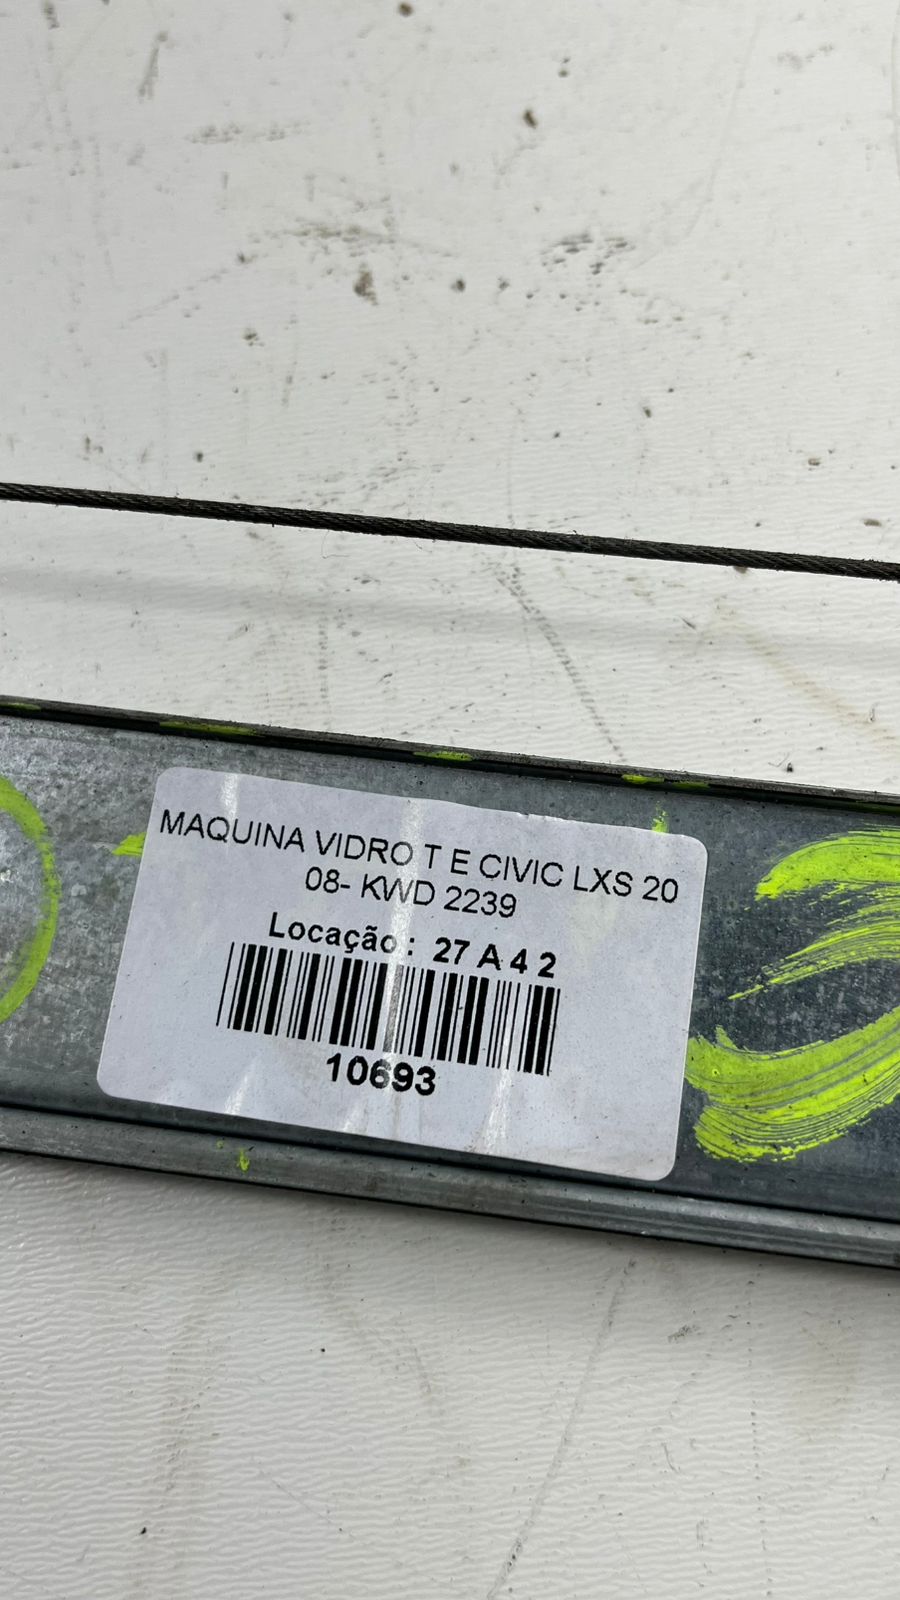 MAQUINA VIDRO T E CIVIC LXS 20
08- KWD 2239
Locação : 27 A 4 2
10693